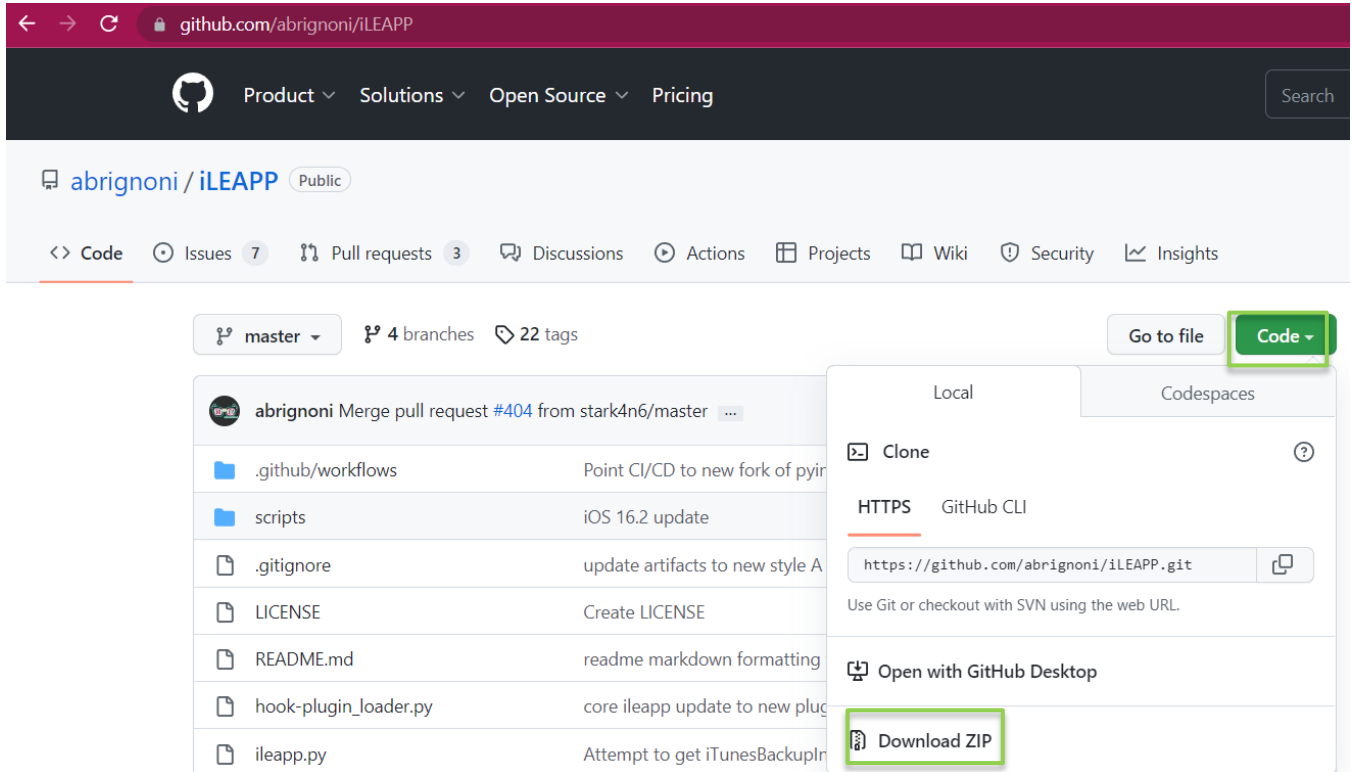 github.com/abrignoni/iLEAPP
Product Solutions Open Source Pricing Search
abrignoni / iLEAPP Public
Code Issues 7 Pull requests 3 Discussions Actions Projects Wiki Security Insights
master 4 branches 22 tags Go to file Code
Local Codespaces
abrignoni Merge pull request #404 from stark4n6/master ...
Clone
.github/workflows Point CI/CD to new fork of pyin
HTTPS GitHub CLI
scripts iOS 16.2 update
.gitignore update artifacts to new style A
https://github.com/abrignoni/iLEAPP.git
Use Git or checkout with SVN using the web URL.
LICENSE Create LICENSE
README.md readme markdown formatting
Open with GitHub Desktop
hook-plugin_loader.py core ileapp update to new plug
Download ZIP
ileapp.py Attempt to get iTunesBackupIn